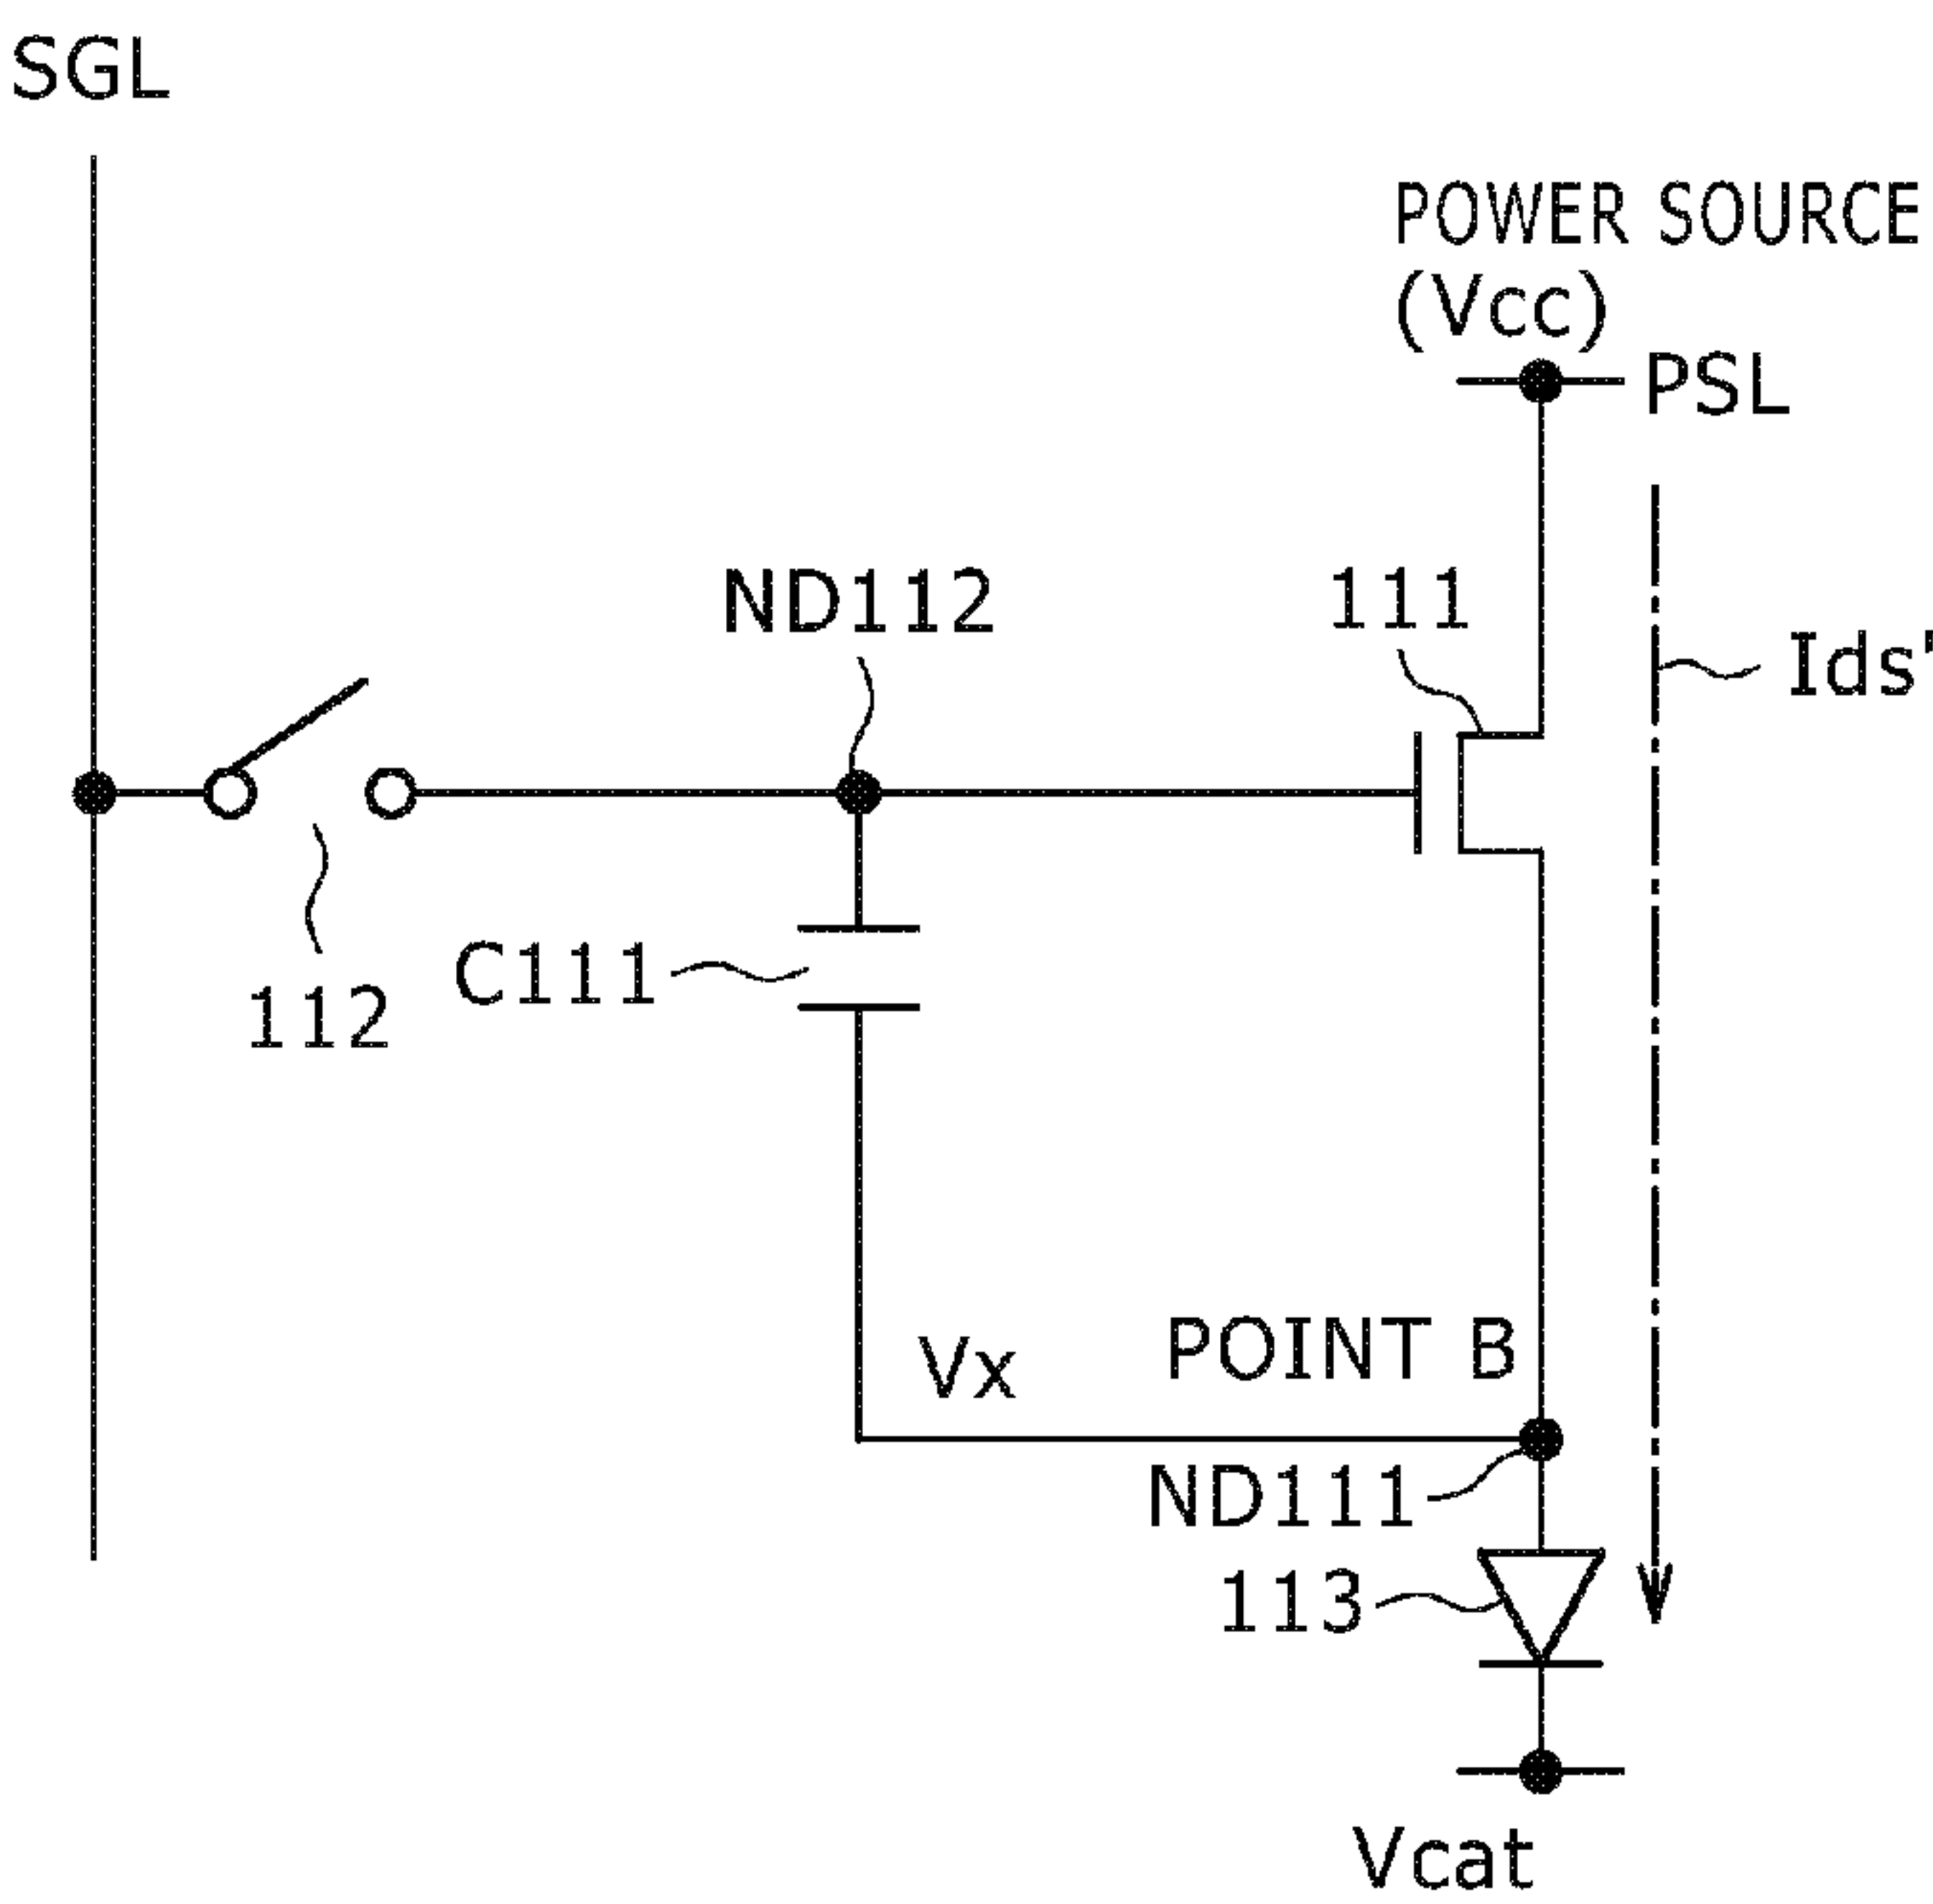 SGL
POWER SOURCE
(Vcc)
PSL
ND112
111
Ids'
C111
112
Vx
POINT B
ND111
113
Vcat